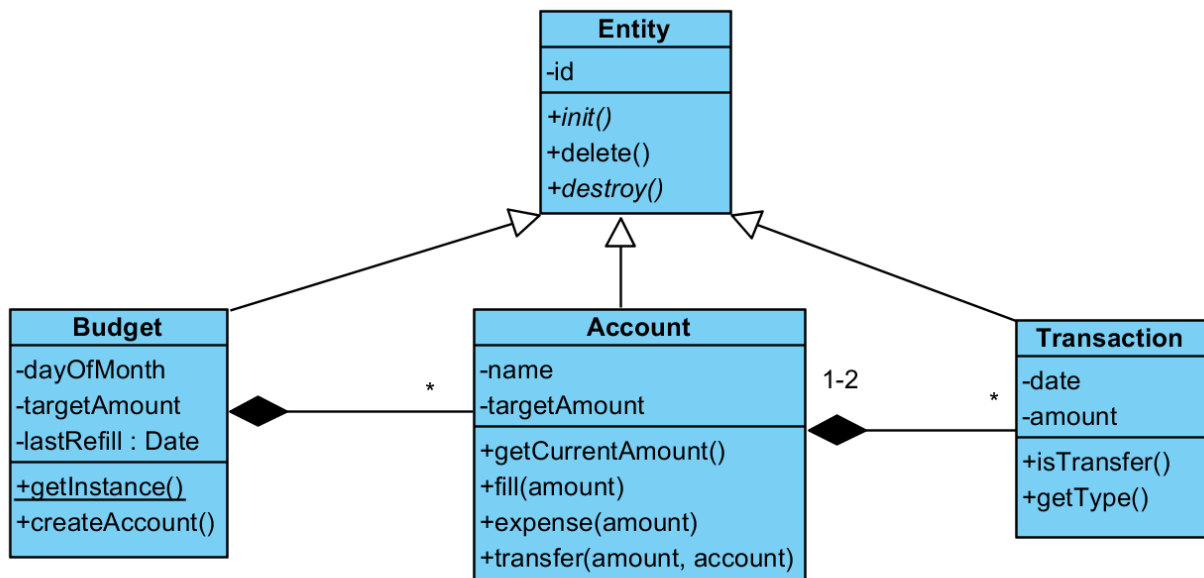 Entity
-id
+init()
+delete()
+destroy()
Budget
-dayOfMonth
-targetAmount
-lastRefill : Date
+getInstance()
+createAccount()
*
Account
-name
-targetAmount
+getCurrentAmount()
+fill(amount)
+expense(amount)
+transfer(amount, account)
1-2
*
Transaction
-date
-amount
+isTransfer()
+getType()